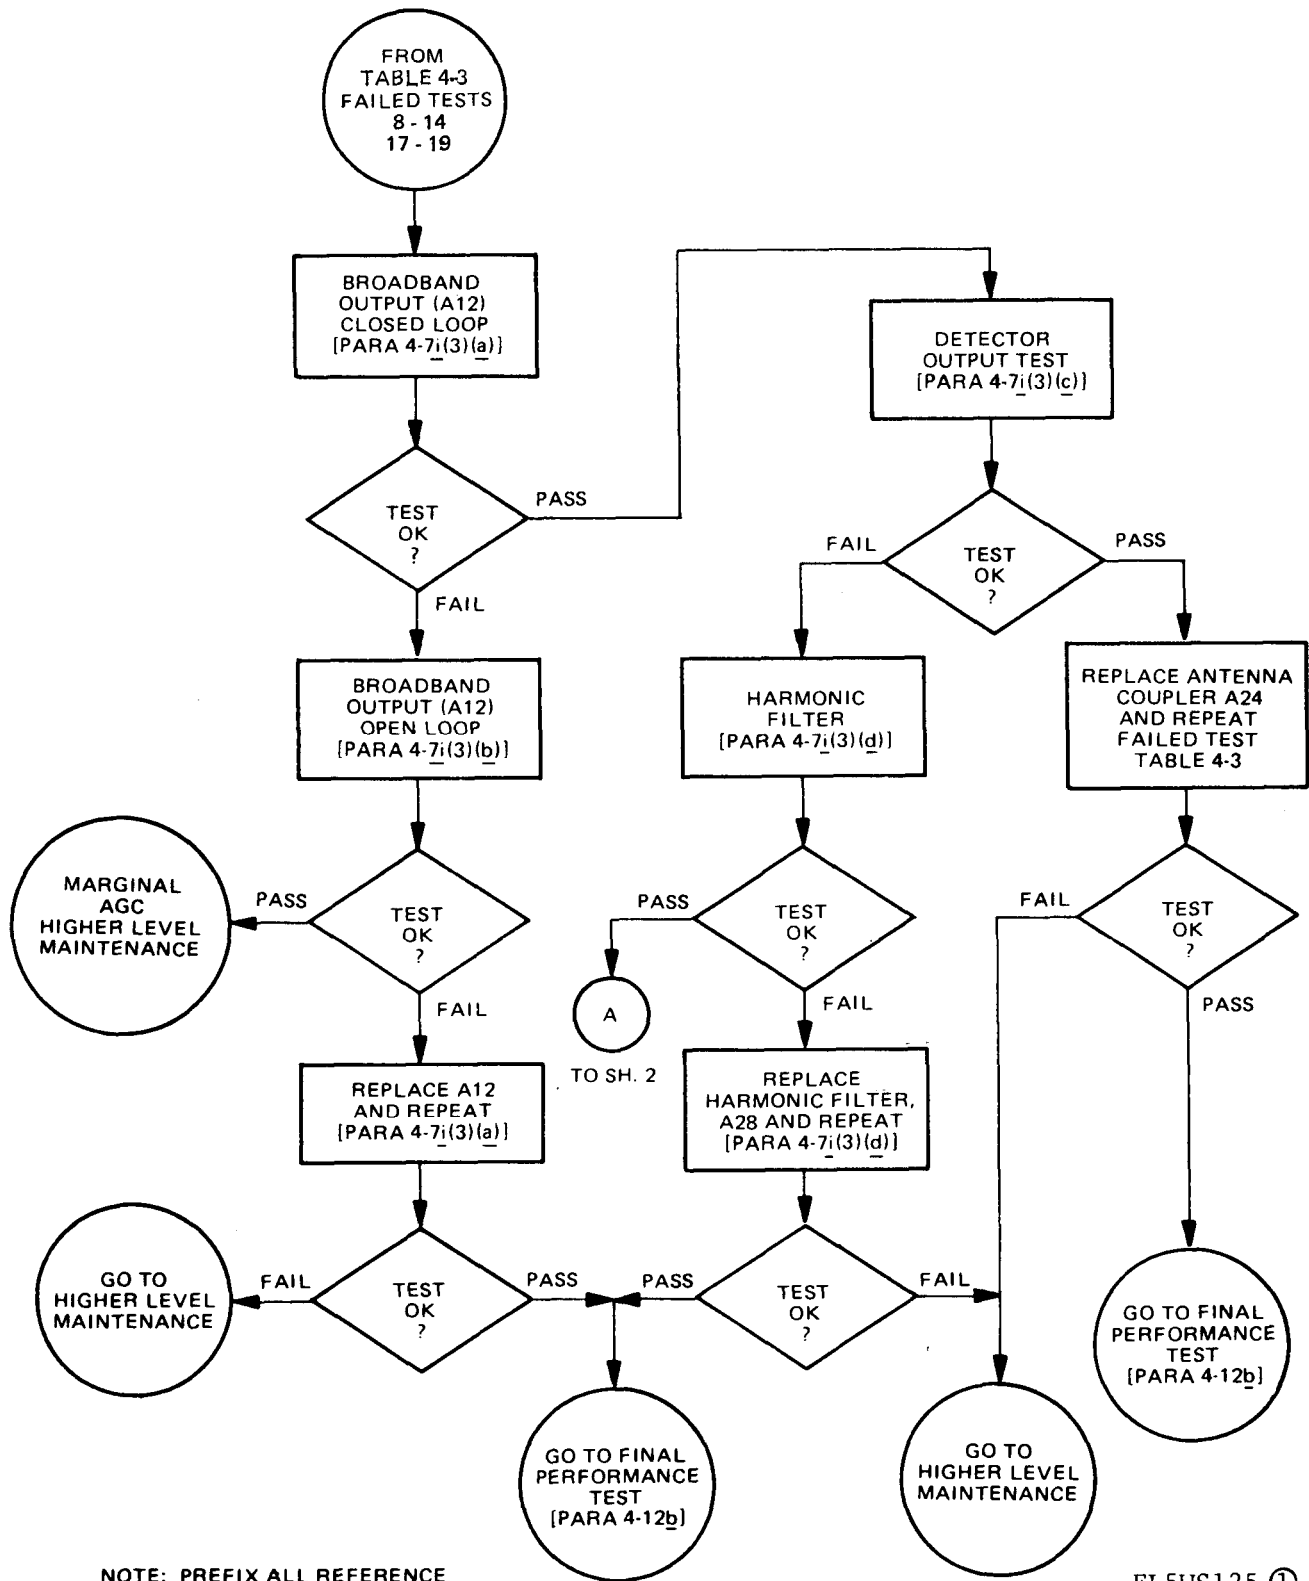 FROM
TABLE 4-3
FAILED TESTS
8 - 14
17 - 19
BROADBAND
OUTPUT (A12)
CLOSED LOOP
[PARA 4-7i(3)(a)]
PASS
TEST
OK
?
FAIL
DETECTOR
OUTPUT TEST
[PARA 4-7i(3)(c)]
FAIL
TEST
OK
?
PASS
BROADBAND
OUTPUT (A12)
OPEN LOOP
[PARA 4-7i(3)(b)]
HARMONIC
FILTER
[PARA 4-7i(3)(d)]
REPLACE ANTENNA
COUPLER A24
AND REPEAT
FAILED TEST
TABLE 4-3
MARGINAL
AGC
HIGHER LEVEL
MAINTENANCE
PASS
TEST
OK
?
FAIL
PASS
TEST
OK
?
FAIL
A
TO SH. 2
FAIL
TEST
OK
?
PASS
REPLACE A12
AND REPEAT
[PARA 4-7i(3)(a)]
REPLACE
HARMONIC FILTER,
A28 AND REPEAT
[PARA 4-7i(3)(d)]
GO TO
HIGHER LEVEL
MAINTENANCE
FAIL
TEST
OK
?
PASS
PASS
TEST
OK
?
FAIL
GO TO FINAL
PERFORMANCE
TEST
[PARA 4-12b]
GO TO FINAL
PERFORMANCE
TEST
[PARA 4-12b]
GO TO
HIGHER LEVEL
MAINTENANCE
NOTE: PREFIX ALL REFERENCE
EL5US125 ①